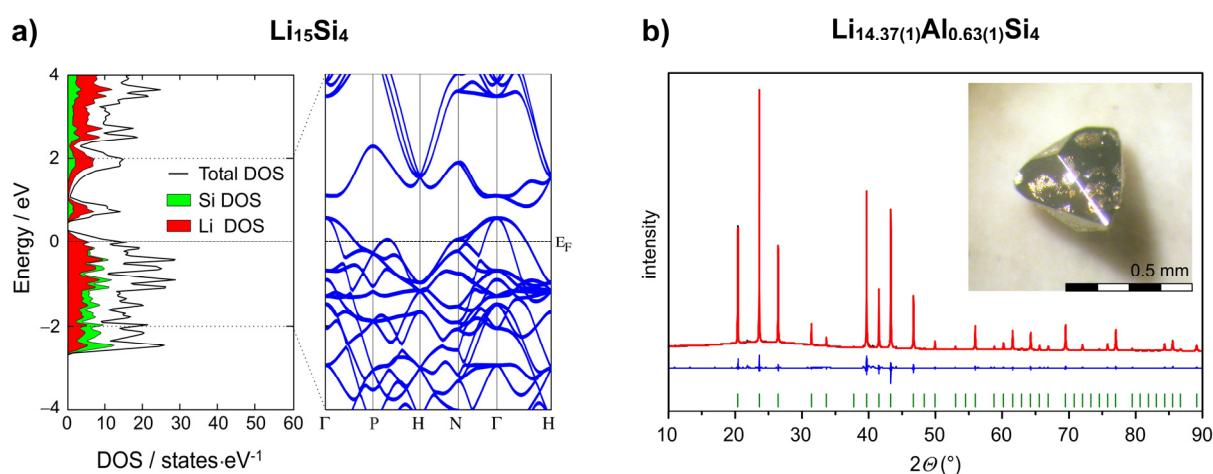 a)
Li₁₅Si₄
4
2
0
−2
−4
Energy / eV
Total DOS
Si DOS
Li DOS
0 10 20 30 40 50 60
DOS / states·eV⁻¹
E_F
Γ P H N Γ H
b)
Li₁₄.₃₇₍₁₎Al₀.₆₃₍₁₎Si₄
intensity
0.5 mm
10 20 30 40 50 60 70 80 90
2Θ (°)